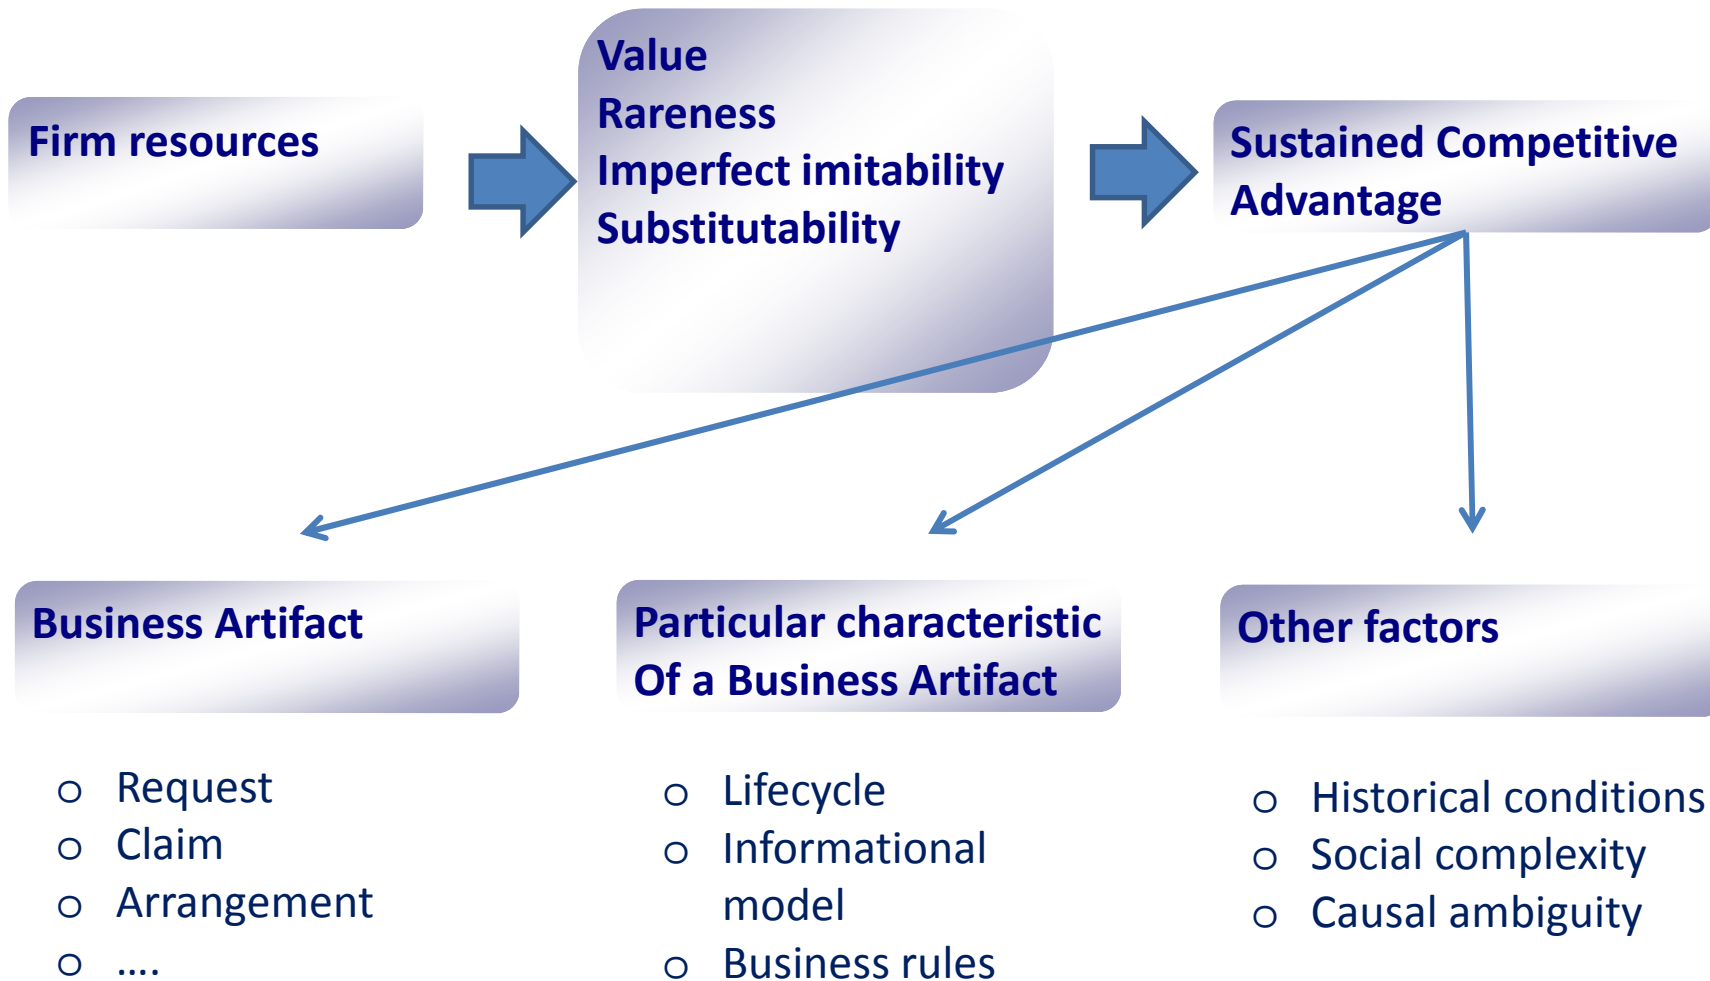 Firm resources
Value
Rareness
Imperfect imitability
Substitutability
Sustained Competitive
Advantage
Business Artifact
o Request
o Claim
o Arrangement
o ....
Particular characteristic
Of a Business Artifact
o Lifecycle
o Informational
model
o Business rules
Other factors
o Historical conditions
o Social complexity
o Causal ambiguity